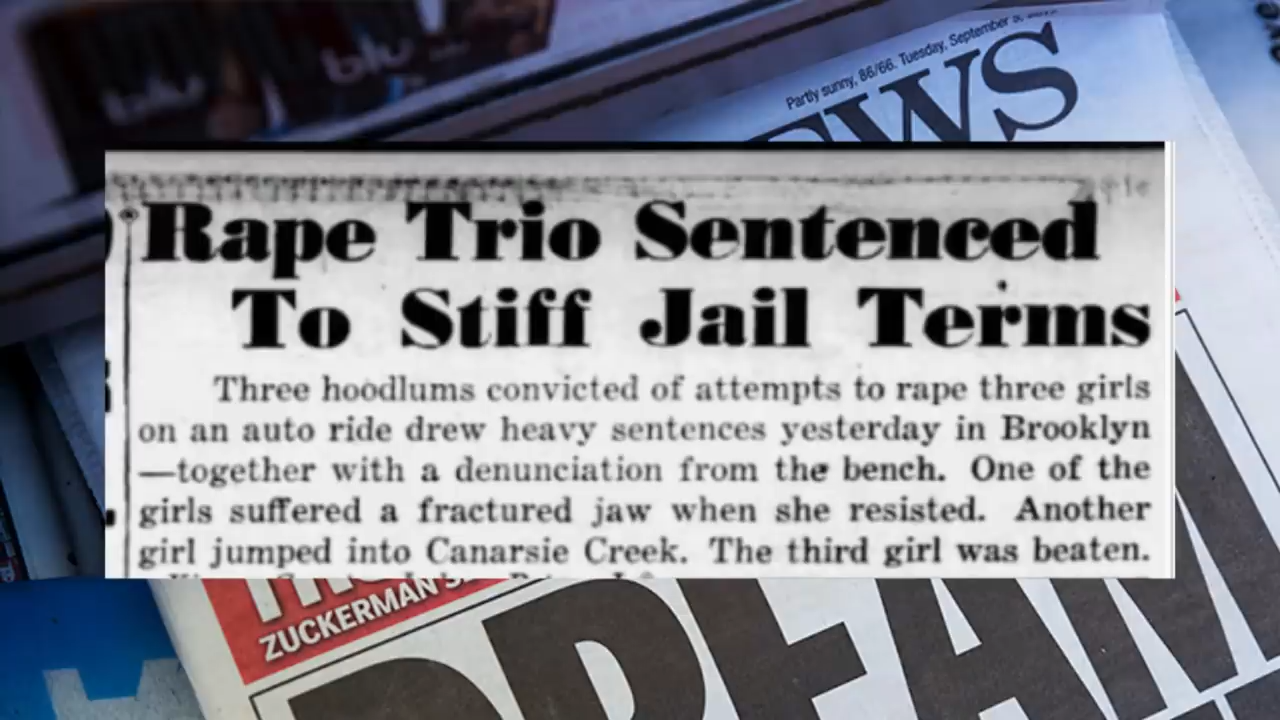 blu
Partly sunny, 86/66. Tuesday, September
EWS
Rape Trio Sentenced
To Stiff Jail Terms
Three hoodlums convicted of attempts to rape three girls
on an auto ride drew heavy sentences yesterday in Brooklyn
—together with a denunciation from the bench. One of the
girls suffered a fractured jaw when she resisted. Another
girl jumped into Canarsie Creek. The third girl was beaten.
ZUCKERMAN
DREAM